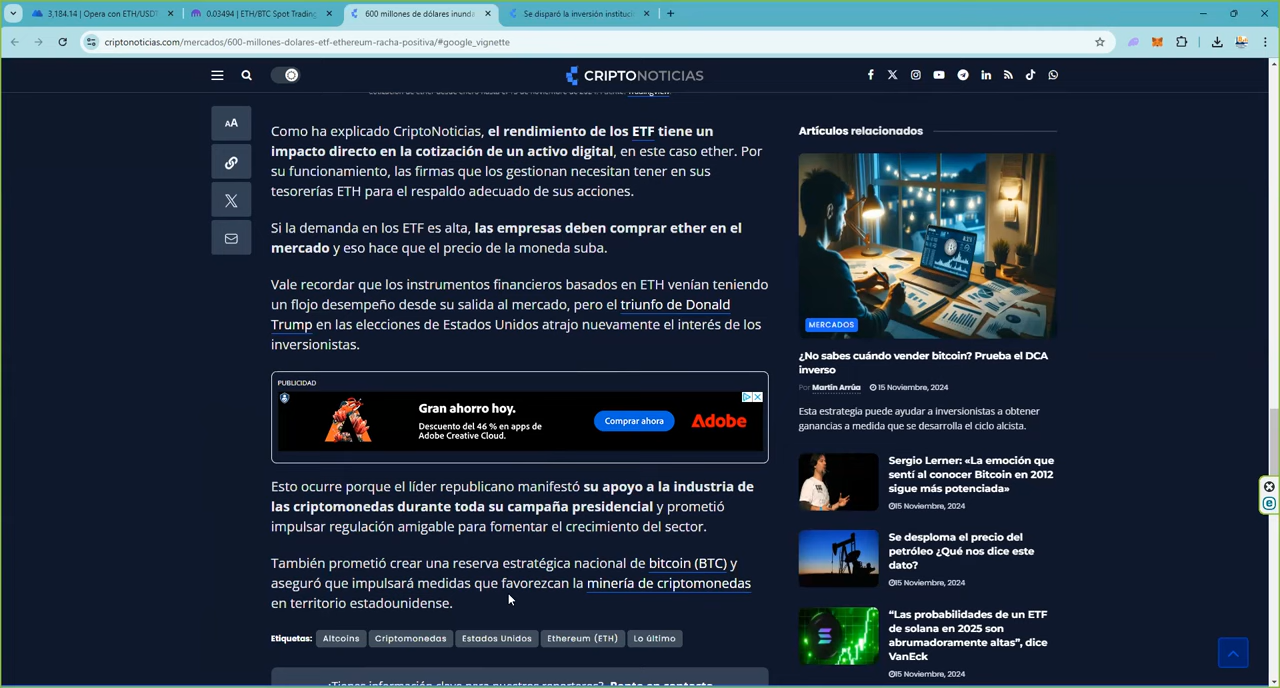 3,184.14 | Opera con ETH/USDT
0.03494 | ETH/BTC Spot Trading
600 millones de dólares inunda
Se disparó la inversión instituc
criptonoticias.com/mercados/600-millones-dolares-etf-ethereum-racha-positiva/#google_vignette
CRIPTONOTICIAS
AA
Como ha explicado CriptoNoticias, el rendimiento de los ETF tiene un
impacto directo en la cotización de un activo digital, en este caso ether. Por
su funcionamiento, las firmas que los gestionan necesitan tener en sus
tesorerías ETH para el respaldo adecuado de sus acciones.
Si la demanda en los ETF es alta, las empresas deben comprar ether en el
mercado y eso hace que el precio de la moneda suba.
Vale recordar que los instrumentos financieros basados en ETH venían teniendo
un flojo desempeño desde su salida al mercado, pero el triunfo de Donald
Trump en las elecciones de Estados Unidos atrajo nuevamente el interés de los
inversionistas.
PUBLICIDAD
Gran ahorro hoy.
Descuento del 46 % en apps de
Adobe Creative Cloud.
Comprar ahora
Adobe
Esto ocurre porque el líder republicano manifestó su apoyo a la industria de
las criptomonedas durante toda su campaña presidencial y prometió
impulsar regulación amigable para fomentar el crecimiento del sector.
También prometió crear una reserva estratégica nacional de bitcoin (BTC) y
aseguró que impulsará medidas que favorezcan la minería de criptomonedas
en territorio estadounidense.
Etiquetas: Altcoins Criptomonedas Estados Unidos Ethereum (ETH) Lo último
Artículos relacionados
MERCADOS
¿No sabes cuándo vender bitcoin? Prueba el DCA
inverso
Por Martín Arrúa 15 Noviembre, 2024
Esta estrategia puede ayudar a inversionistas a obtener
ganancias a medida que se desarrolla el ciclo alcista.
Sergio Lerner: «La emoción que
sentí al conocer Bitcoin en 2012
sigue más potenciada»
15 Noviembre, 2024
Se desploma el precio del
petróleo ¿Qué nos dice este
dato?
15 Noviembre, 2024
“Las probabilidades de un ETF
de solana en 2025 son
abrumadoramente altas”, dice
VanEck
15 Noviembre, 2024